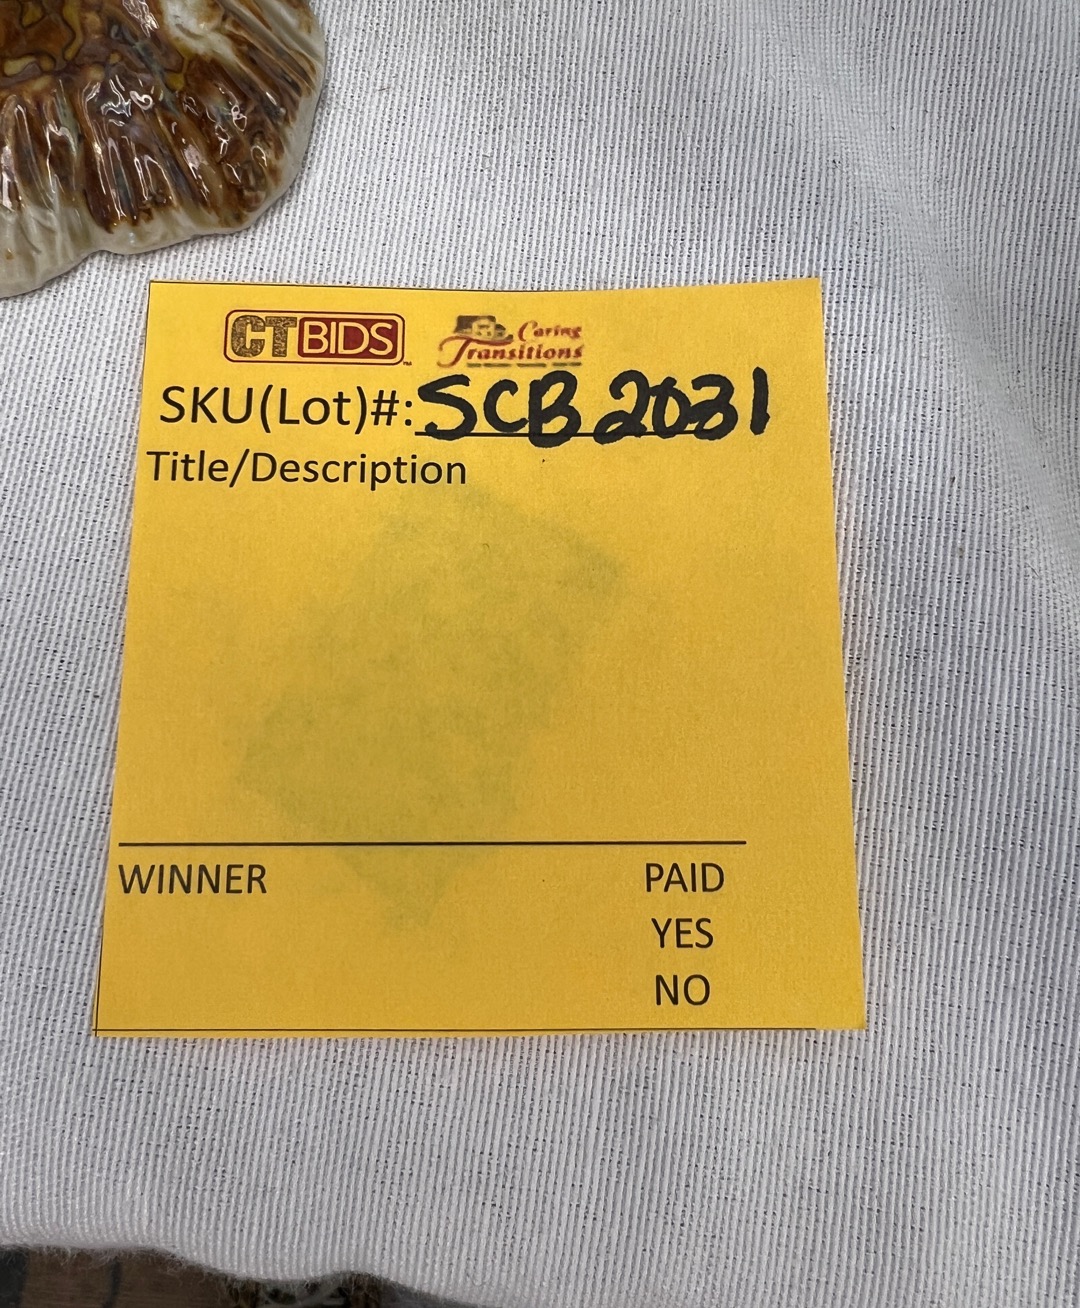 CTBIDS
Caring
Transitions
SKU(Lot)#: SCB2031
Title/Description
WINNER PAID
YES
NO